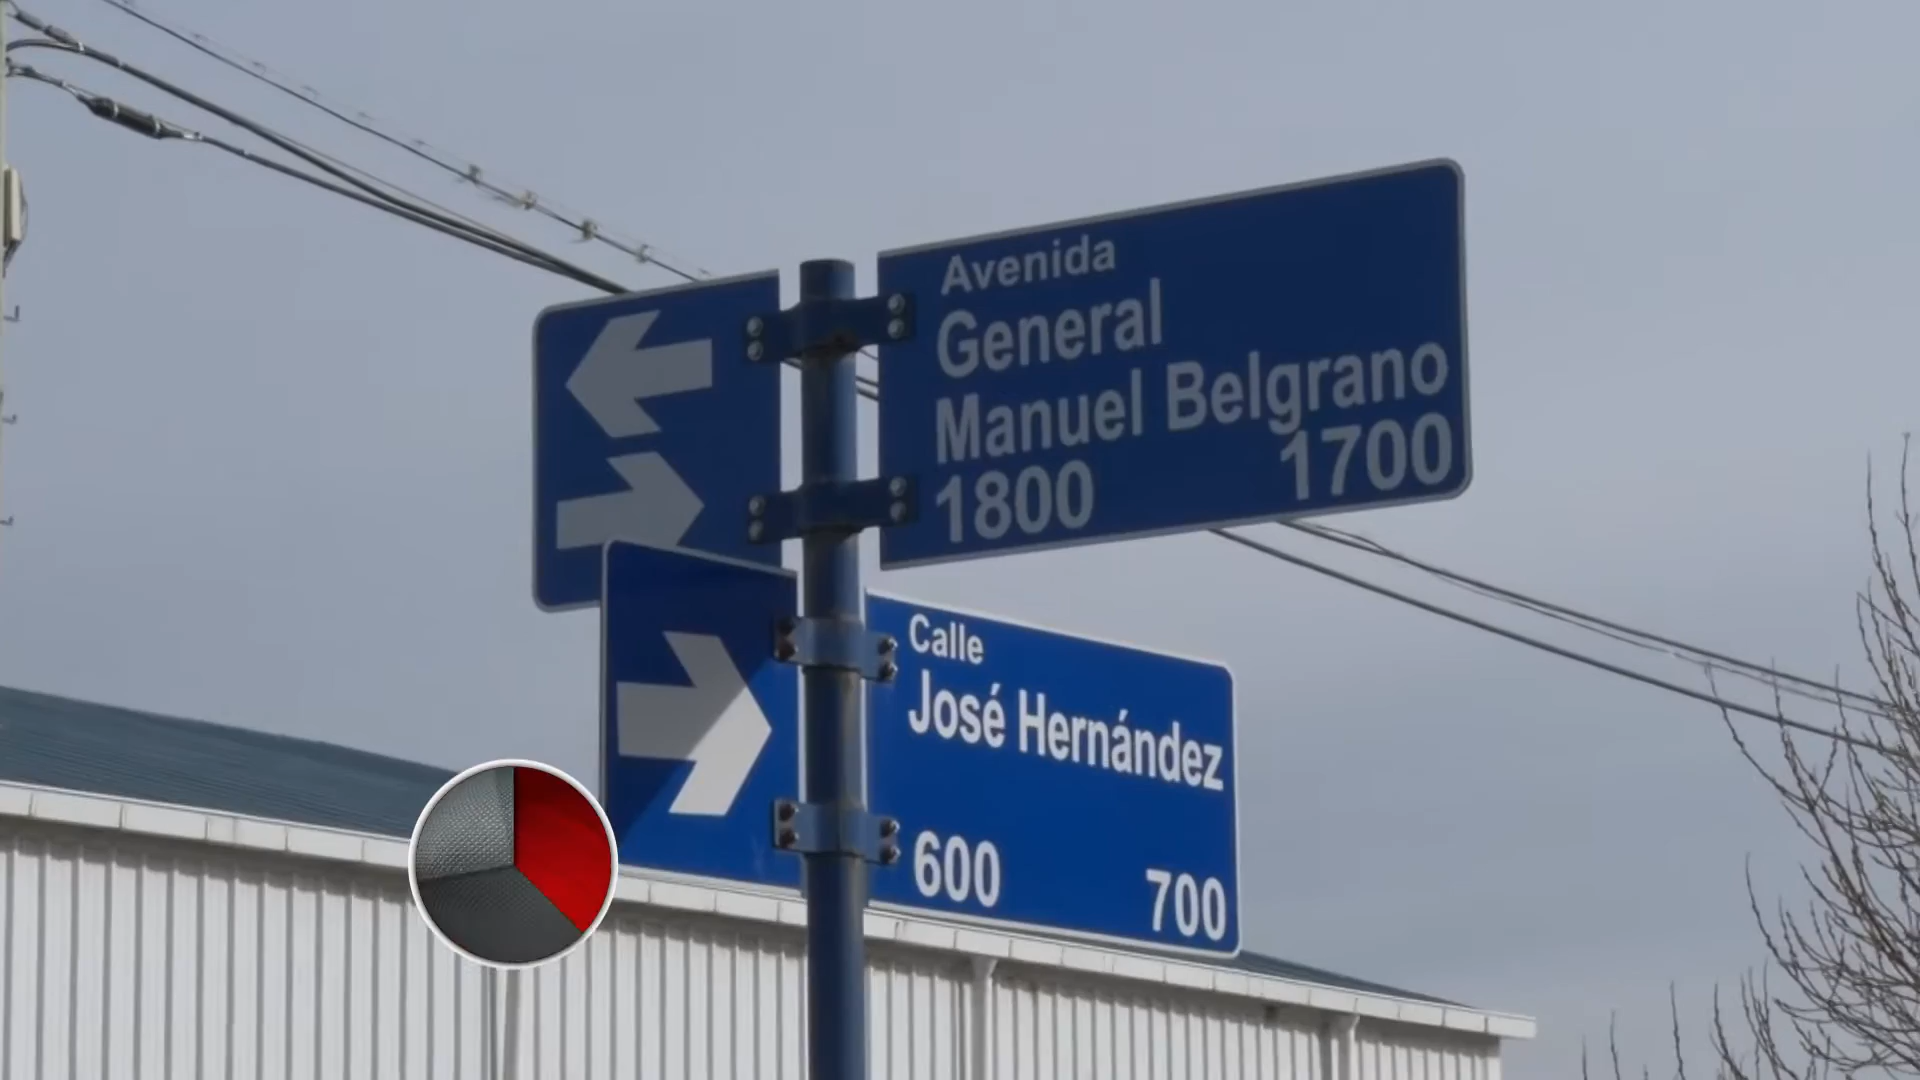 Avenida
General
Manuel Belgrano
1800 1700
Calle
José Hernández
600 700